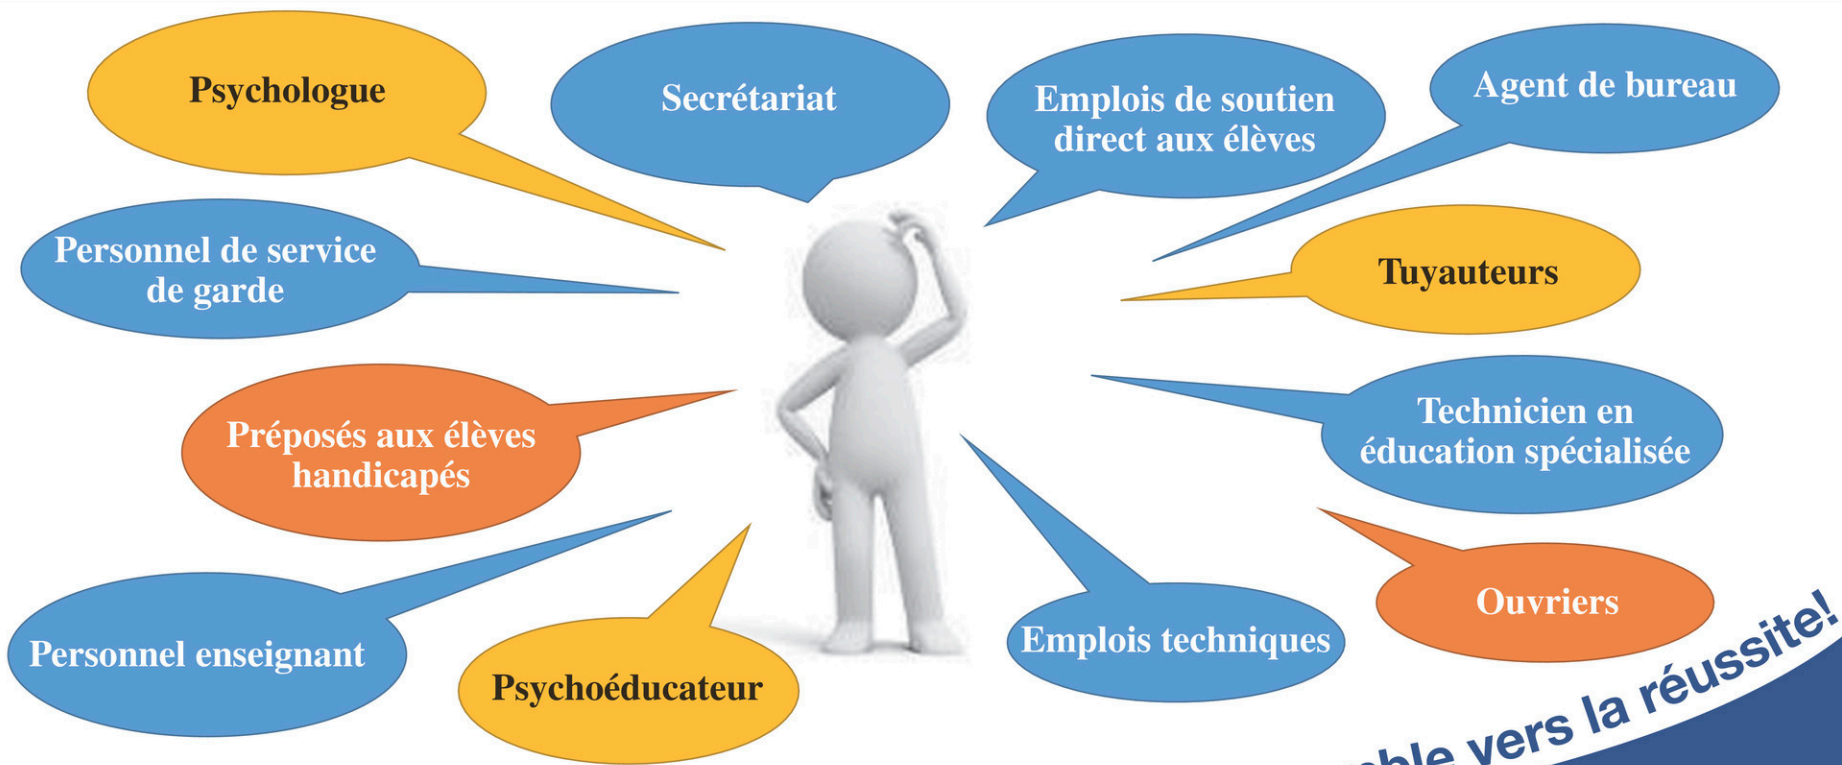 Psychologue
Secrétariat
Emplois de soutien
direct aux élèves
Agent de bureau
Personnel de service
de garde
Tuyauteurs
Préposés aux élèves
handicapés
Technicien en
éducation spécialisée
Personnel enseignant
Psychoéducateur
Emplois techniques
Ouvriers
vers la réussite!